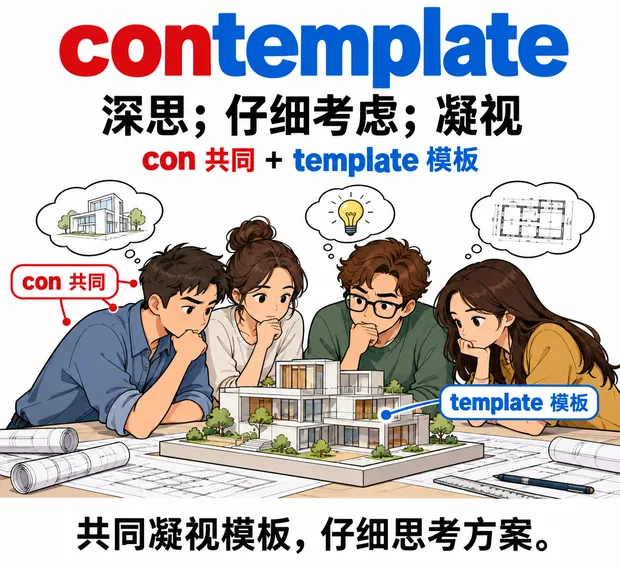 contemplate
深思；仔细考虑；凝视
con 共同 + template 模板
con 共同
template 模板
共同凝视模板，仔细思考方案。